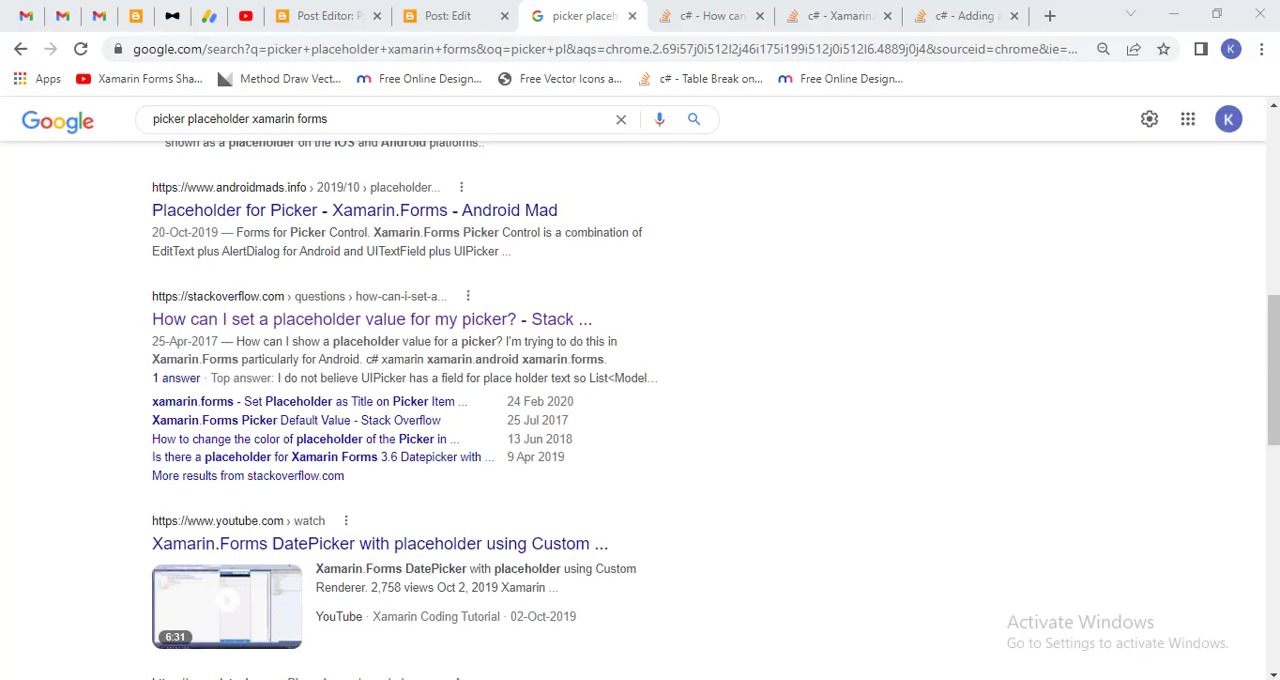 Post Editor: P
Post: Edit
picker placeh
c# - How can
c# - Xamarin.
c# - Adding a
google.com/search?q=picker+placeholder+xamarin+forms&oq=picker+pl&aqs=chrome.2.69i57j0i512l2j46i175i199i512j0i512l6.4889j0j4&sourceid=chrome&ie=...
K
Apps
Xamarin Forms Sha...
Method Draw Vect...
Free Online Design...
Free Vector Icons a...
c# - Table Break on...
Free Online Design...
Google
picker placeholder xamarin forms
K
shown as a placeholder on the iOS and Android platforms..
https://www.androidmads.info › 2019/10 › placeholder...
Placeholder for Picker - Xamarin.Forms - Android Mad
20-Oct-2019 — Forms for Picker Control. Xamarin.Forms Picker Control is a combination of
EditText plus AlertDialog for Android and UITextField plus UIPicker ...
https://stackoverflow.com › questions › how-can-i-set-a...
How can I set a placeholder value for my picker? - Stack ...
25-Apr-2017 — How can I show a placeholder value for a picker? I'm trying to do this in
Xamarin.Forms particularly for Android. c# xamarin xamarin.android xamarin.forms.
1 answer · Top answer: I do not believe UIPicker has a field for place holder text so List<Model...
xamarin.forms - Set Placeholder as Title on Picker Item ... 24 Feb 2020
Xamarin.Forms Picker Default Value - Stack Overflow 25 Jul 2017
How to change the color of placeholder of the Picker in ... 13 Jun 2018
Is there a placeholder for Xamarin Forms 3.6 Datepicker with ... 9 Apr 2019
More results from stackoverflow.com
https://www.youtube.com › watch
Xamarin.Forms DatePicker with placeholder using Custom ...
Xamarin.Forms DatePicker with placeholder using Custom
Renderer. 2,758 views Oct 2, 2019 Xamarin ...
YouTube · Xamarin Coding Tutorial · 02-Oct-2019
6:31
Activate Windows
Go to Settings to activate Windows.